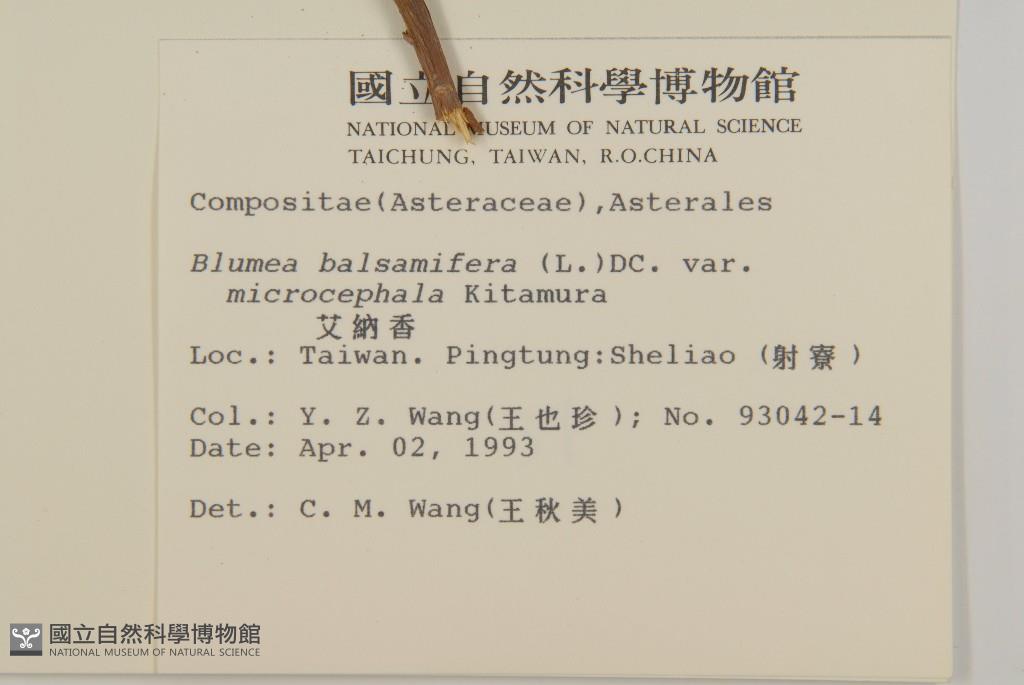 國立自然科學博物館
NATIONAL MUSEUM OF NATURAL SCIENCE
TAICHUNG, TAIWAN, R.O.CHINA
Compositae(Asteraceae),Asterales
Blumea balsamifera (L.)DC. var.
microcephala Kitamura
艾納香
Loc.: Taiwan. Pingtung:Sheliao (射寮)
Col.: Y. Z. Wang(王也珍); No. 93042-14
Date: Apr. 02, 1993
Det.: C. M. Wang(王秋美)
國立自然科學博物館
NATIONAL MUSEUM OF NATURAL SCIENCE